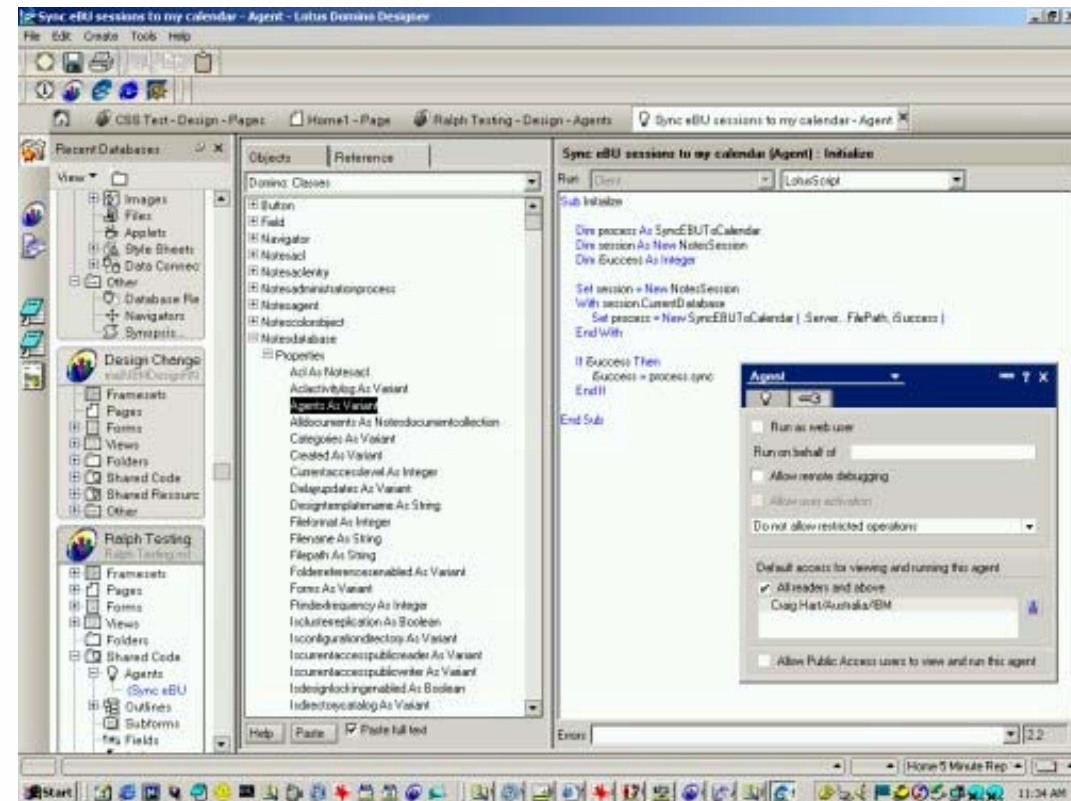 Sync eBU sessions to my calendar - Agent - Lotus Domino Designer
File Edit Create Tools Help
CSS Test - Design - Pages
Home1 - Page
Ralph Testing - Design - Agents
Sync eBU sessions to my calendar - Agent
Recent Databases
View
Images
Files
Applets
Style Sheets
Data Connec
Other
Database Re
Navigators
Synopsis...
Design Change
Framesets
Pages
Forms
Views
Folders
Shared Code
Shared Resourc
Other
Ralph Testing
Framesets
Pages
Forms
Views
Folders
Shared Code
Agents
(Sync eBU
Outlines
Subforms
Fields
Objects
Reference
Domino: Classes
Button
Field
Navigator
Notesacl
Notesaclentry
Notesadministrationprocess
Notesagent
Notescolorobject
Notesdatabase
Properties
Acl As Notesacl
Aclactivitylog As Variant
Agents As Variant
Alldocuments As Notesdocumentcollection
Categories As Variant
Created As Variant
Currentaccesslevel As Integer
Delayupdates As Variant
Designtemplatename As String
Fileformat As Integer
Filename As String
Filepath As String
Folderreferencesenabled As Variant
Forms As Variant
Ftindexfrequency As Integer
Isclusterreplication As Boolean
Isconfigurationdirectory As Variant
Iscurrentaccesspublicreader As Variant
Iscurrentaccesspublicwriter As Variant
Isdesignlockingenabled As Boolean
Isdirectorycatalog As Variant
Help
Paste
Paste full text
Sync eBU sessions to my calendar (Agent) : Initialize
Run Client LotusScript
Sub Initialize
Dim process As SyncEBUToCalendar
Dim session As New NotesSession
Dim iSuccess As Integer
Set session = New NotesSession
With session.CurrentDatabase
Set process = New SyncEBUToCalendar ( .Server, .FilePath, iSuccess )
End With
If iSuccess Then
iSuccess = process.sync
End If
End Sub
Agent
Run as web user
Run on behalf of
Allow remote debugging
Allow user activation
Do not allow restricted operations
Default access for viewing and running this agent
All readers and above
Craig Hart/Australia/IBM
Allow Public Access users to view and run this agent
Errors
2.2
Home 5 Minute Rep
Start
11:34 AM